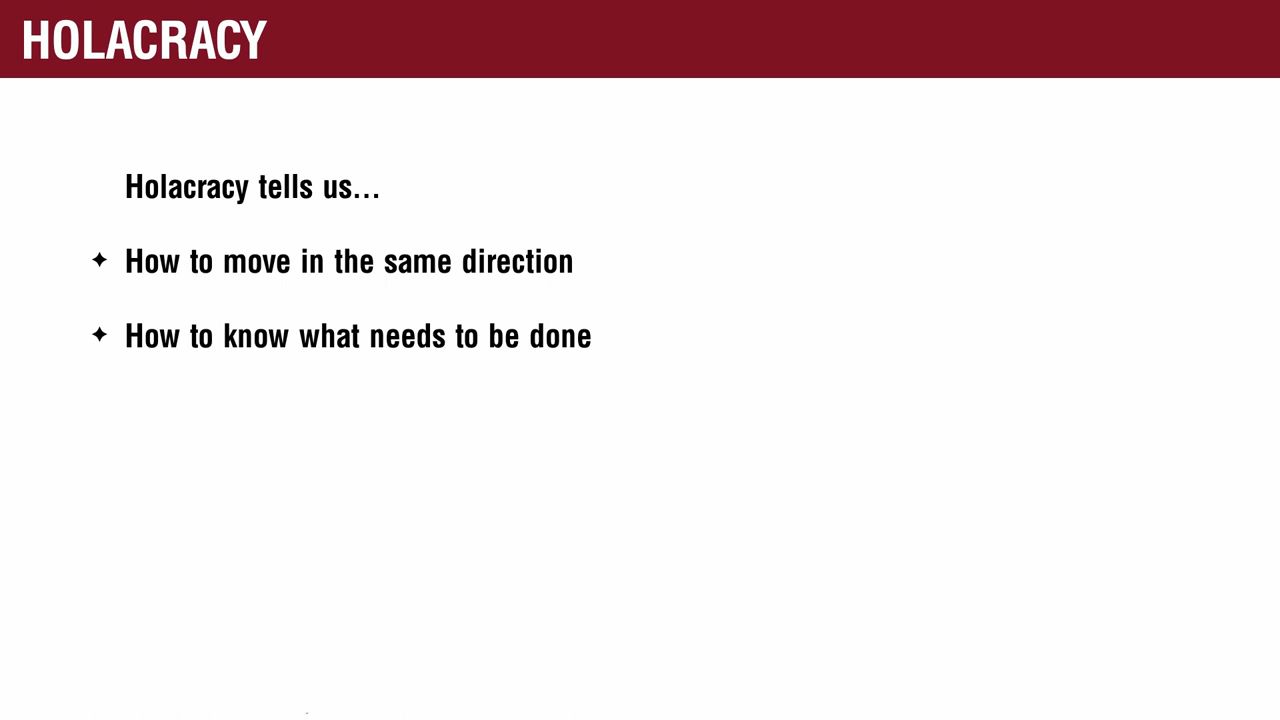 HOLACRACY
Holacracy tells us...
✦ How to move in the same direction
✦ How to know what needs to be done